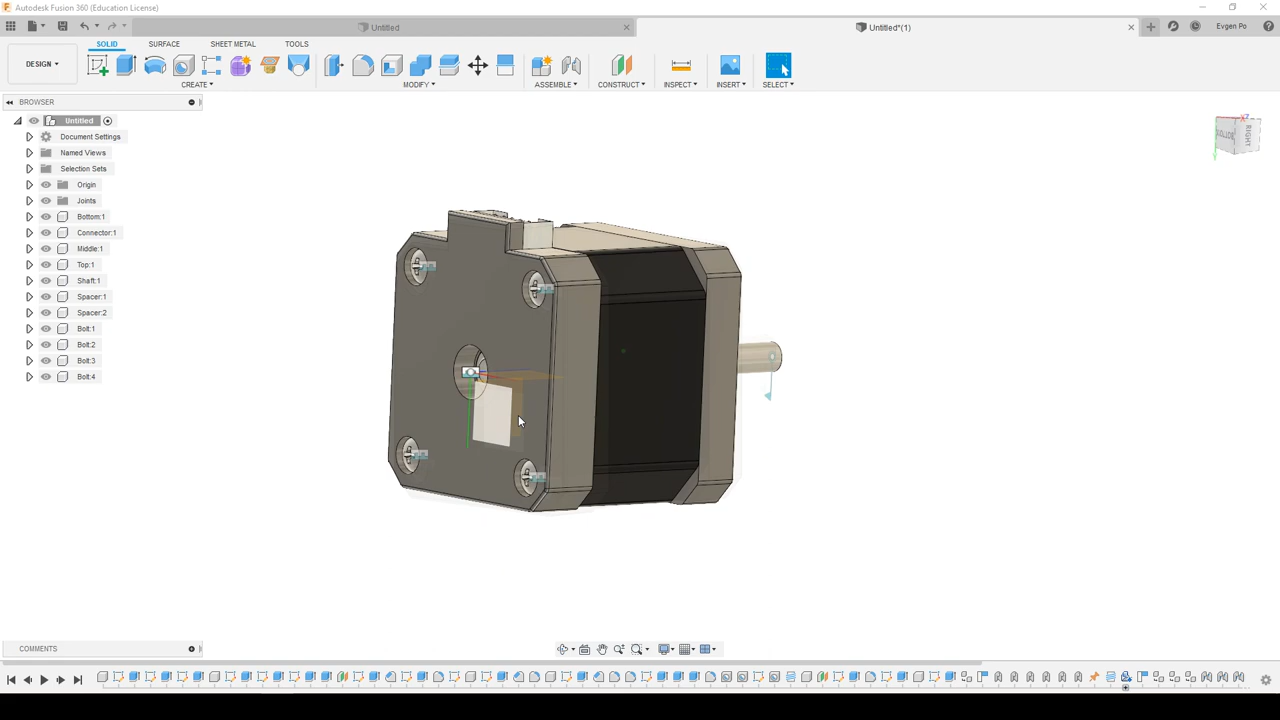 Autodesk Fusion 360 (Education License)
Untitled
Untitled*(1)
Evgen Po
SOLID SURFACE SHEET METAL TOOLS
DESIGN
CREATE MODIFY ASSEMBLE CONSTRUCT INSPECT INSERT SELECT
BROWSER
Untitled
Document Settings
Named Views
Selection Sets
Origin
Joints
Bottom:1
Connector:1
Middle:1
Top:1
Shaft:1
Spacer:1
Spacer:2
Bolt:1
Bolt:2
Bolt:3
Bolt:4
BOTTOM
RIGHT
X
Z
COMMENTS